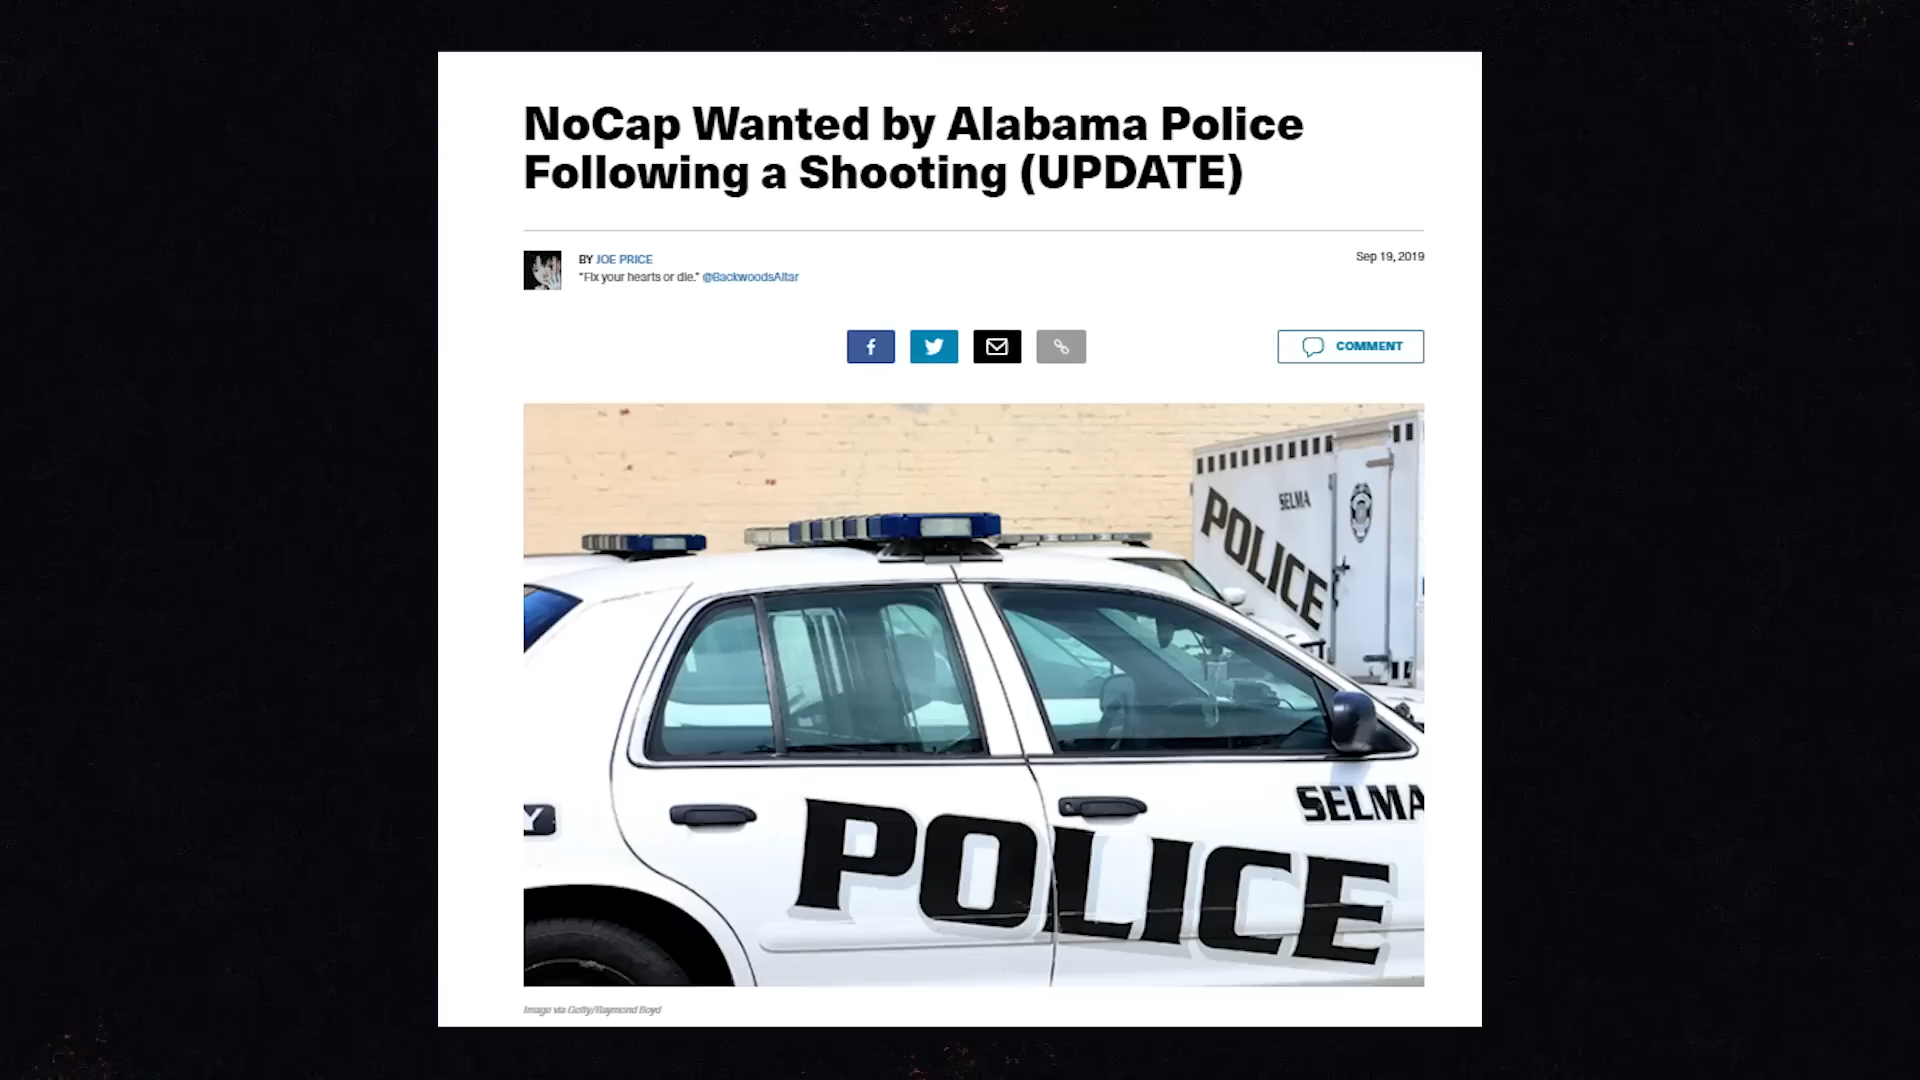 NoCap Wanted by Alabama Police
Following a Shooting (UPDATE)
BY JOE PRICE
Sep 19, 2019
"Fix your hearts or die." @BackwoodsAltar
f
COMMENT
SELMA
POLICE
SELMA
Y
POLICE
Image via Getty/Raymond Boyd